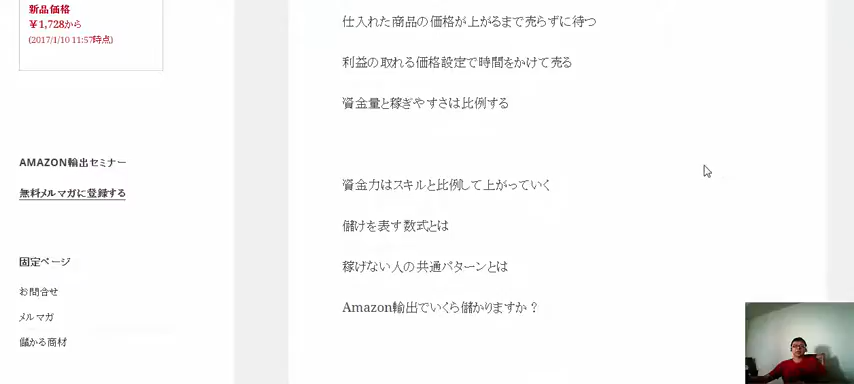 新品価格
￥1,728から
(2017/1/10 11:57時点)
AMAZON輸出セミナー
無料メルマガに登録する
固定ページ
お問合せ
メルマガ
儲かる商材
仕入れた商品の価格が上がるまで売らずに待つ
利益の取れる価格設定で時間をかけて売る
資金量と稼ぎやすさは比例する
資金力はスキルと比例して上がっていく
儲けを表す数式とは
稼げない人の共通パターンとは
Amazon輸出でいくら儲かりますか？